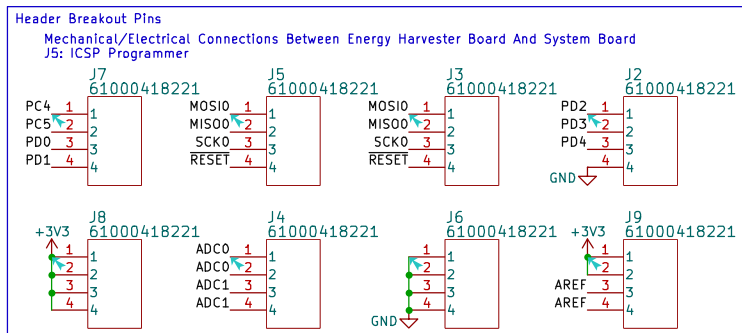 Header Breakout Pins
Mechanical/Electrical Connections Between Energy Harvester Board And System Board
J5: ICSP Programmer
J7 J5 J3 J2
61000418221 61000418221 61000418221 61000418221
PC4 1 1 MOSI0 1 1 MOSI0 1 1 PD2 1 1
PC5 2 2 MISO0 2 2 MISO0 2 2 PD3 2 2
PD0 3 3 SCK0 3 3 SCK0 3 3 PD4 3 3
PD1 4 4 RESET 4 4 RESET 4 4 4 4
GND
J8 J4 J6 J9
61000418221 61000418221 61000418221 61000418221
+3V3 +3V3
1 1 ADC0 1 1 1 1 1 1
2 2 ADC0 2 2 2 2 2 2
3 3 ADC1 3 3 3 3 AREF 3 3
4 4 ADC1 4 4 4 4 AREF 4 4
GND